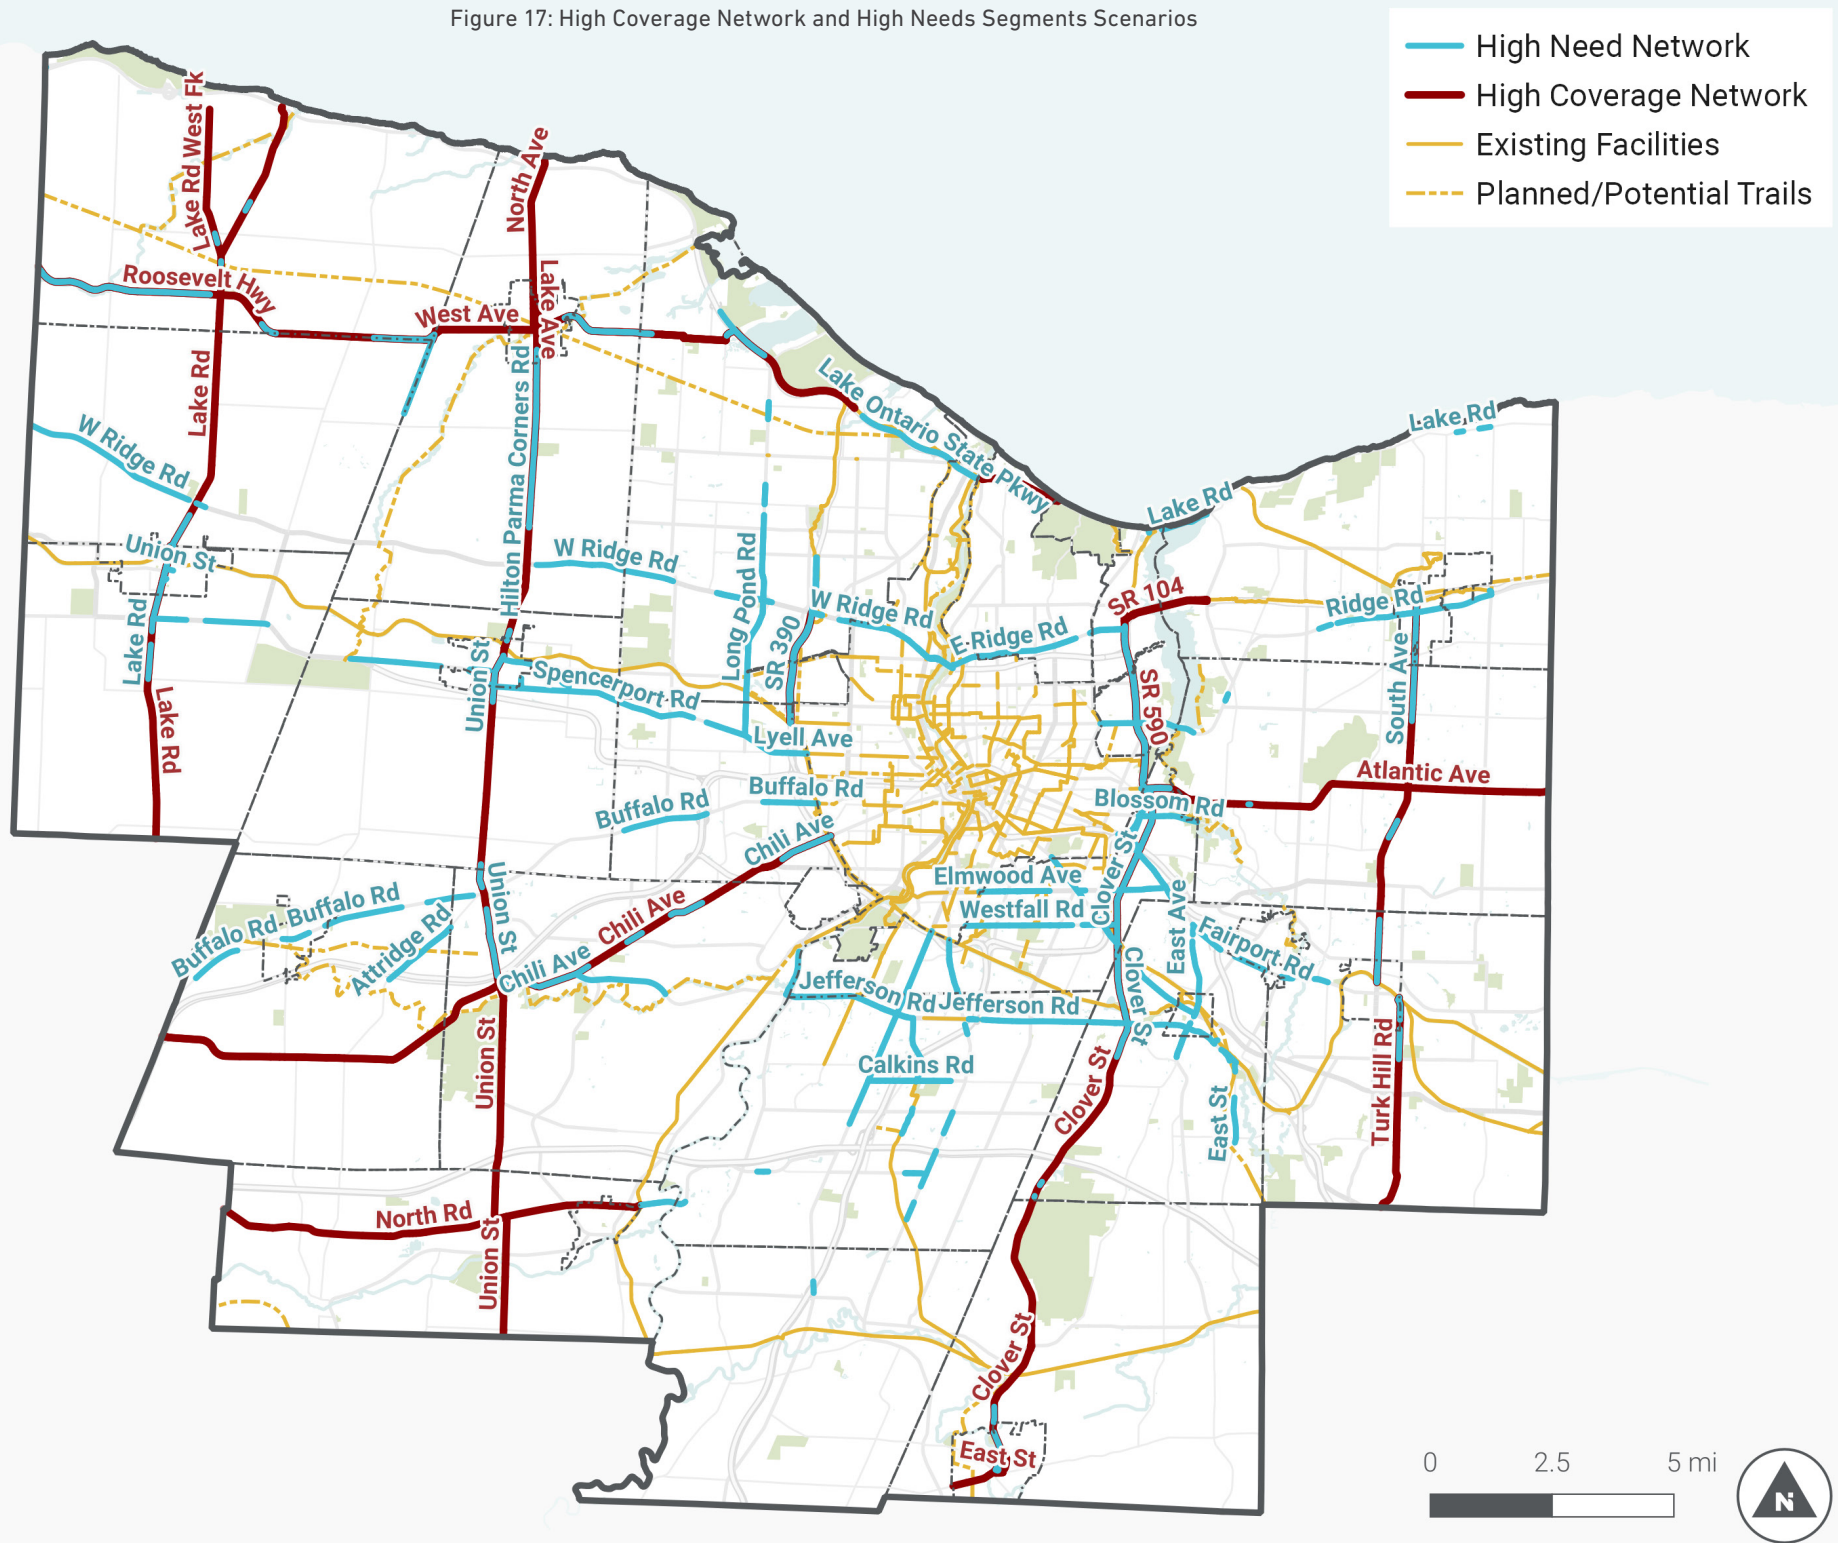 Figure 17: High Coverage Network and High Needs Segments Scenarios
High Need Network
High Coverage Network
Existing Facilities
Planned/Potential Trails
Lake Rd West Fk
Lake Rd
North Ave
Roosevelt Hwy
West Ave
Lake Ave
Lake Rd
Hilton Parma Corners Rd
Lake Ontario State Pkwy
Lake Rd
W Ridge Rd
Lake Rd
Union St
W Ridge Rd
Long Pond Rd
W Ridge Rd
SR 104
Ridge Rd
E Ridge Rd
Lake Rd
SR 390
Union St
Spencerport Rd
South Ave
SR 590
Lake Rd
Lyell Ave
Atlantic Ave
Buffalo Rd
Buffalo Rd
Blossom Rd
Chili Ave
Clover St
Elmwood Ave
Union St
Buffalo Rd
Buffalo Rd
Attridge Rd
Chili Ave
Westfall Rd
East Ave
Fairport Rd
Chili Ave
Clover St
Jefferson Rd
Jefferson Rd
Union St
Calkins Rd
Clover St
Turk Hill Rd
East St
North Rd
Union St
Clover St
East St
0 2.5 5 mi
N